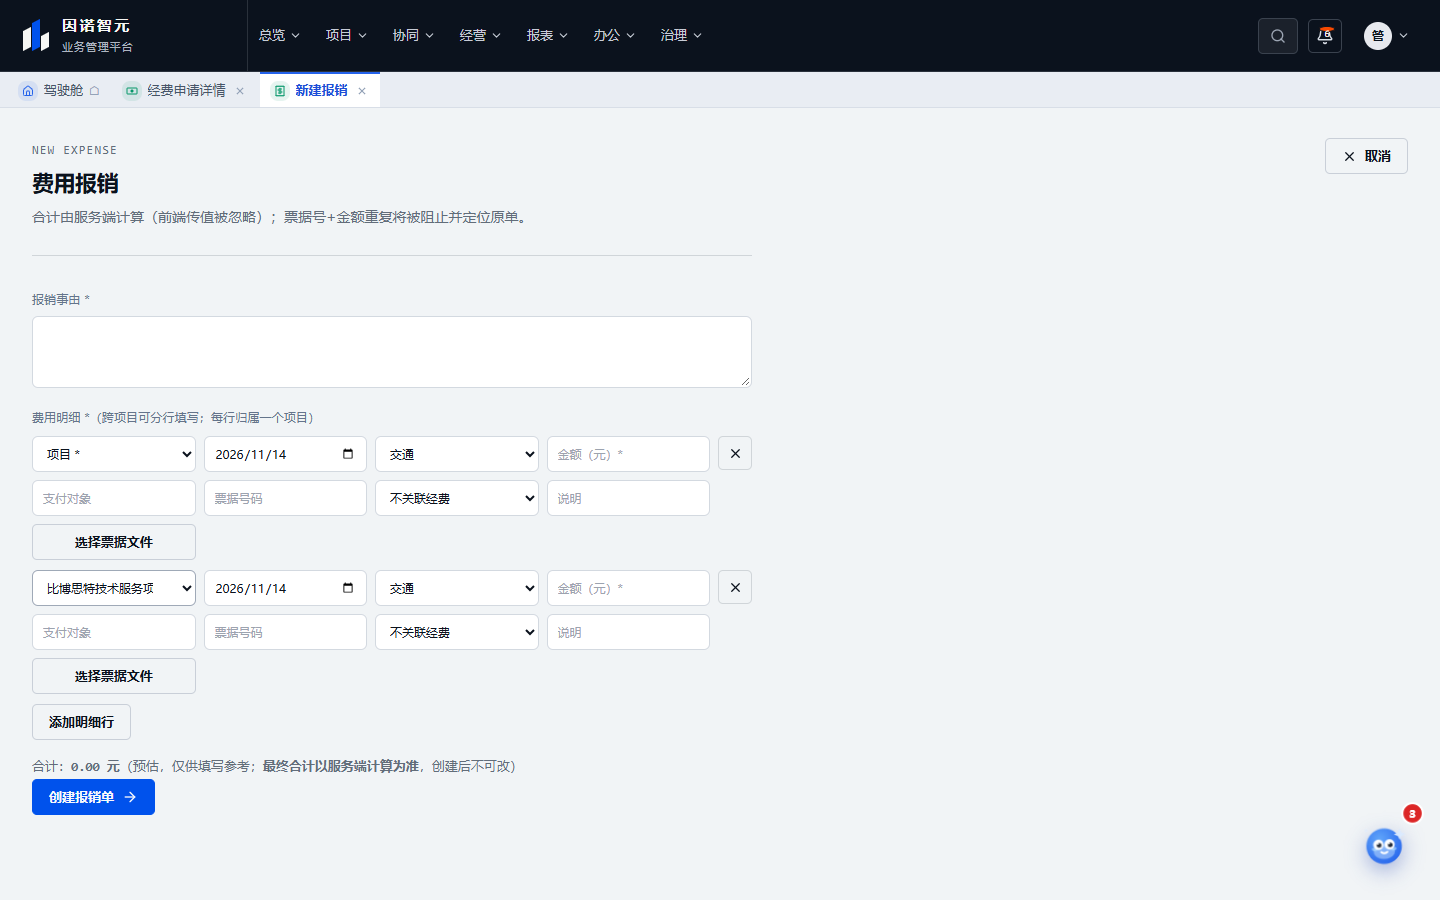 因诺智元
业务管理平台
总览 项目 协同 经营 报表 办公 治理
6
管
驾驶舱 经费申请详情 新建报销
NEW EXPENSE
取消
费用报销
合计由服务端计算（前端传值被忽略）；票据号+金额重复将被阻止并定位原单。
报销事由 *
费用明细 *（跨项目可分行填写；每行归属一个项目）
项目 * 2026/11/14 交通 金额（元）*
支付对象 票据号码 不关联经费 说明
选择票据文件
比博思特技术服务项 2026/11/14 交通 金额（元）*
支付对象 票据号码 不关联经费 说明
选择票据文件
添加明细行
合计：0.00 元（预估，仅供填写参考；最终合计以服务端计算为准，创建后不可改）
创建报销单
3